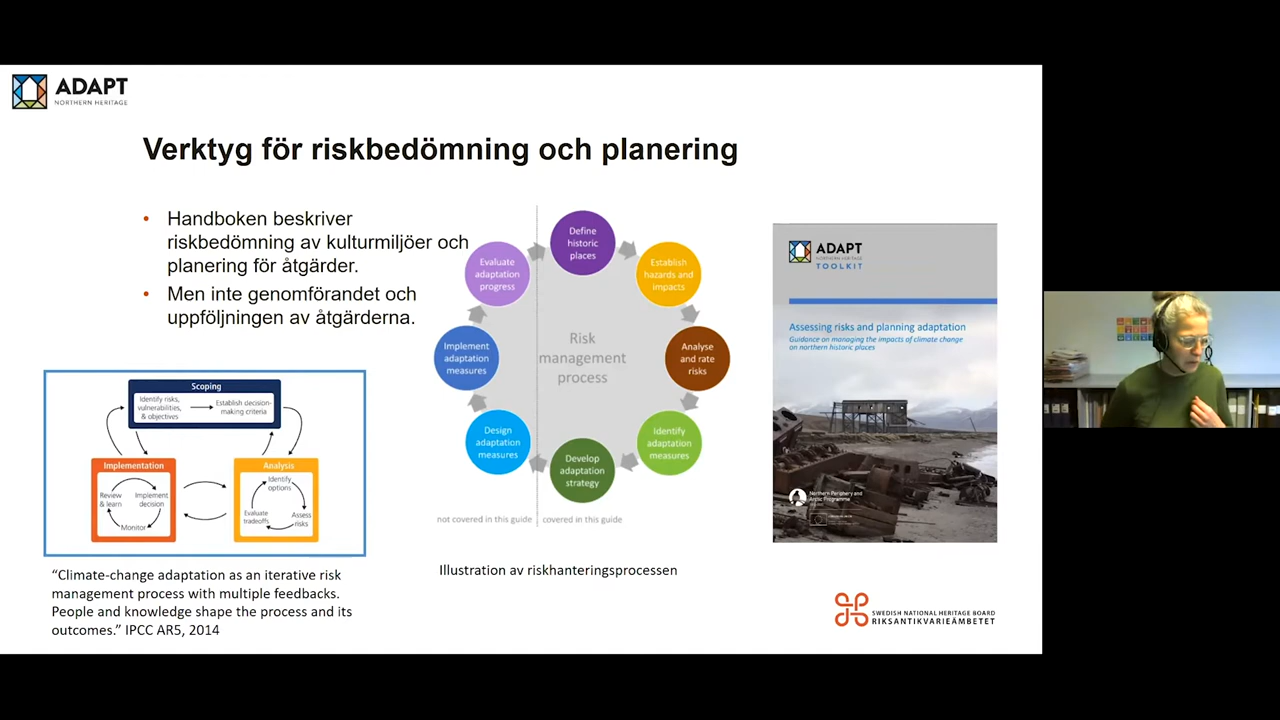 ADAPT
NORTHERN HERITAGE
Verktyg för riskbedömning och planering
• Handboken beskriver
riskbedömning av kulturmiljöer och
planering för åtgärder.
• Men inte genomförandet och
uppföljningen av åtgärderna.
Scoping
Identify risks,
vulnerabilities,
& objectives
Establish decision-
making criteria
Implementation
Review
& learn
Implement
decision
Monitor
Analysis
Identify
options
Assess
risks
Evaluate
tradeoffs
“Climate-change adaptation as an iterative risk
management process with multiple feedbacks.
People and knowledge shape the process and its
outcomes.” IPCC AR5, 2014
Define
historic
places
Establish
hazards and
impacts
Analyse
and rate
risks
Identify
adaptation
measures
Develop
adaptation
strategy
Design
adaptation
measures
Implement
adaptation
measures
Evaluate
adaptation
progress
Risk
management
process
not covered in this guide
covered in this guide
Illustration av riskhanteringsprocessen
ADAPT
NORTHERN HERITAGE
TOOLKIT
Assessing risks and planning adaptation
Guidance on managing the impacts of climate change
on northern historic places
Northern Periphery and
Arctic Programme
SWEDISH NATIONAL HERITAGE BOARD
RIKSANTIKVARIEÄMBETET